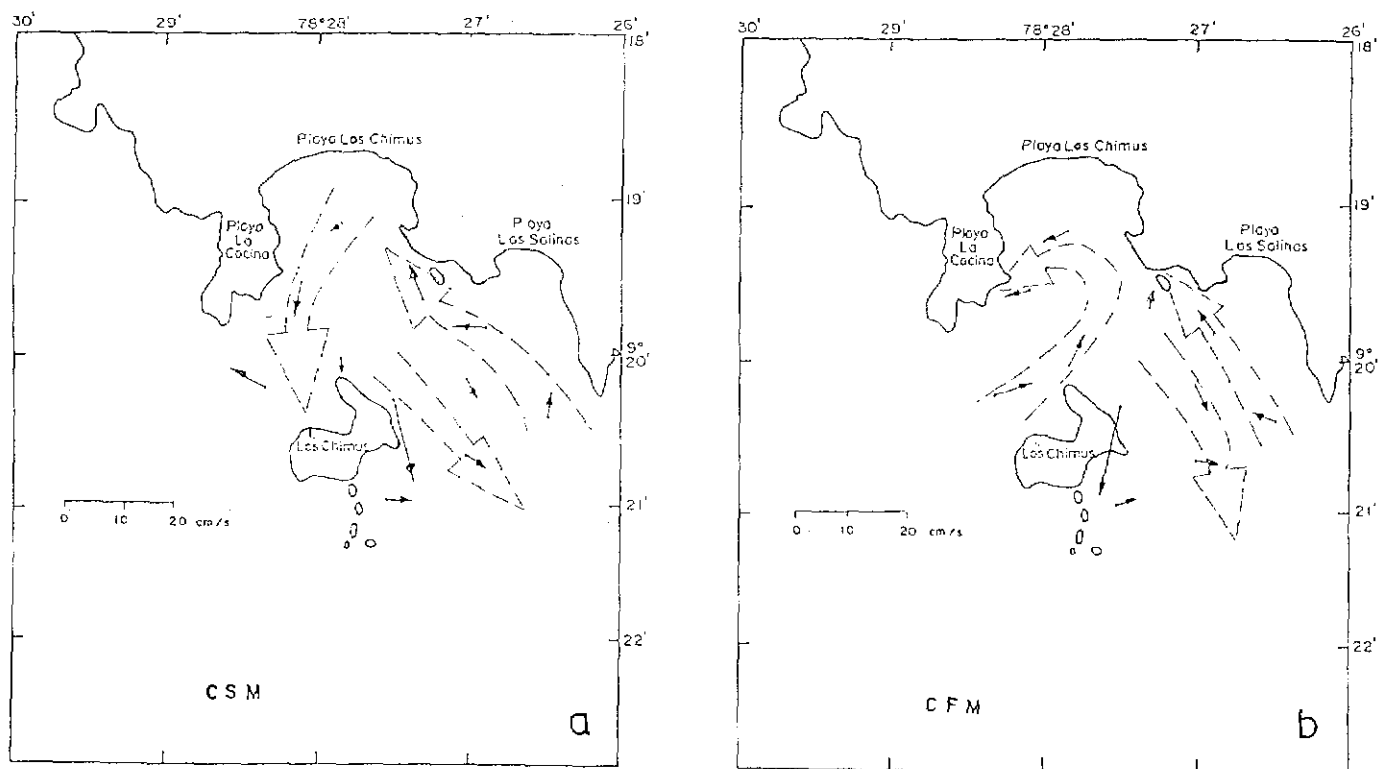 30' 29' 78°28' 27' 26'
18'
Playa Los Chimus
19'
Playa
La
Cocina
Playa
Las Salinas
9°
20'
Los Chimus
0 10 20 cm/s
21'
22'
CSM
a
30' 29' 78°28' 27' 26'
18'
Playa Los Chimus
19'
Playa
La
Cocina
Playa
Las Salinas
9°
20'
Los Chimus
0 10 20 cm/s
21'
22'
CFM
b